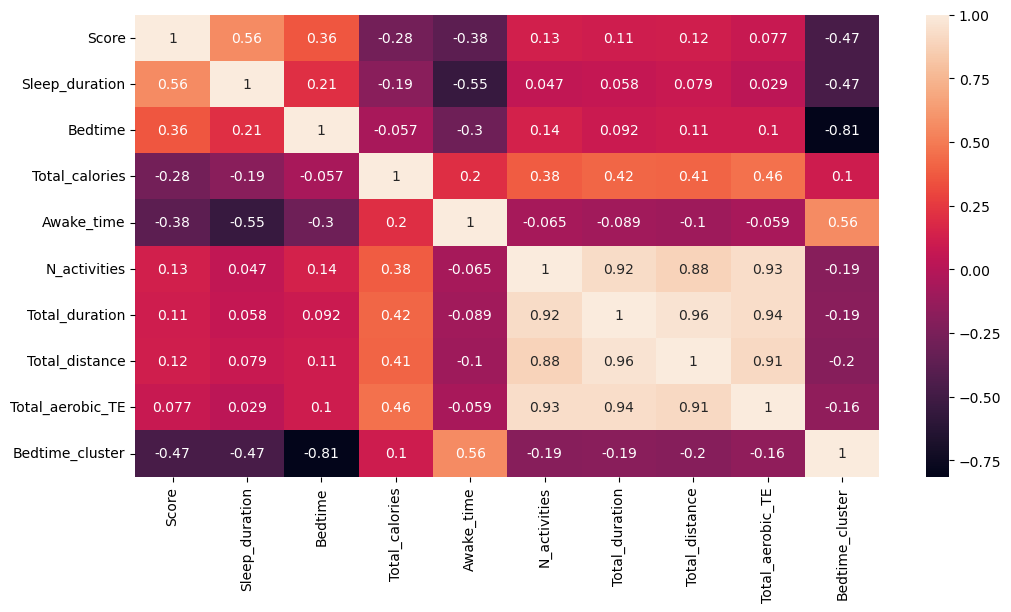 Score 1 0.56 0.36 -0.28 -0.38 0.13 0.11 0.12 0.077 -0.47
Sleep_duration 0.56 1 0.21 -0.19 -0.55 0.047 0.058 0.079 0.029 -0.47
Bedtime 0.36 0.21 1 -0.057 -0.3 0.14 0.092 0.11 0.1 -0.81
Total_calories -0.28 -0.19 -0.057 1 0.2 0.38 0.42 0.41 0.46 0.1
Awake_time -0.38 -0.55 -0.3 0.2 1 -0.065 -0.089 -0.1 -0.059 0.56
N_activities 0.13 0.047 0.14 0.38 -0.065 1 0.92 0.88 0.93 -0.19
Total_duration 0.11 0.058 0.092 0.42 -0.089 0.92 1 0.96 0.94 -0.19
Total_distance 0.12 0.079 0.11 0.41 -0.1 0.88 0.96 1 0.91 -0.2
Total_aerobic_TE 0.077 0.029 0.1 0.46 -0.059 0.93 0.94 0.91 1 -0.16
Bedtime_cluster -0.47 -0.47 -0.81 0.1 0.56 -0.19 -0.19 -0.2 -0.16 1
Score
Sleep_duration
Bedtime
Total_calories
Awake_time
N_activities
Total_duration
Total_distance
Total_aerobic_TE
Bedtime_cluster
1.00
0.75
0.50
0.25
0.00
−0.25
−0.50
−0.75